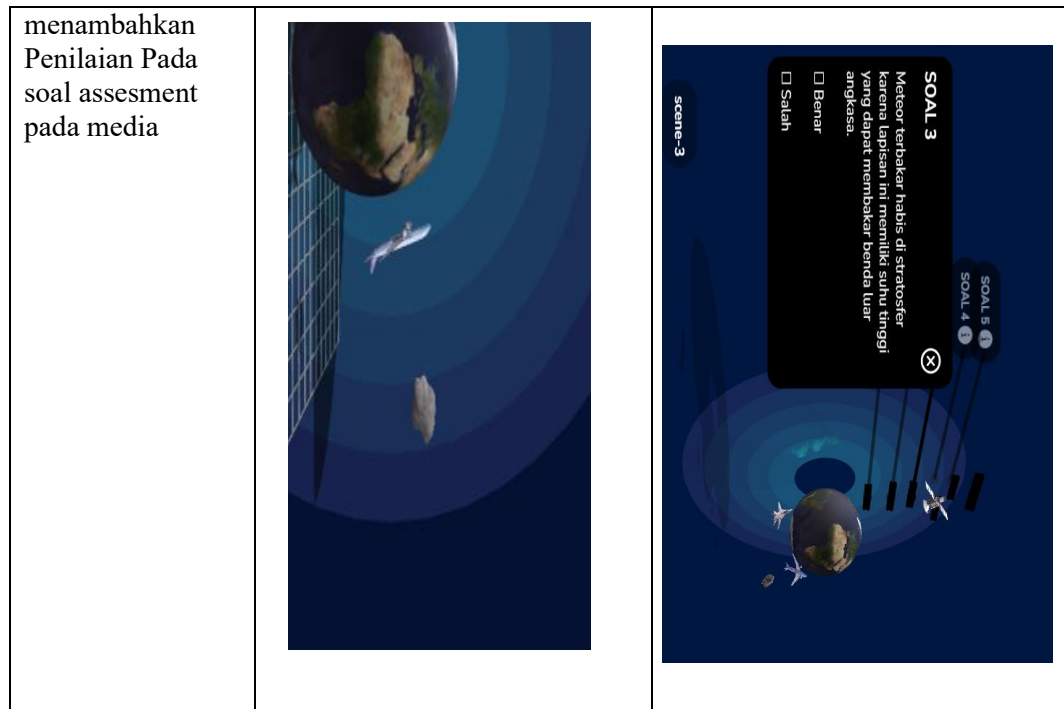 menambahkan
Penilaian Pada
soal assesment
pada media
SOAL 3
Meteor terbakar habis di stratosfer
karena lapisan ini memiliki suhu tinggi
yang dapat membakar benda luar
angkasa.
☐ Benar
☐ Salah
SOAL 5 i
SOAL 4 i
scene-3